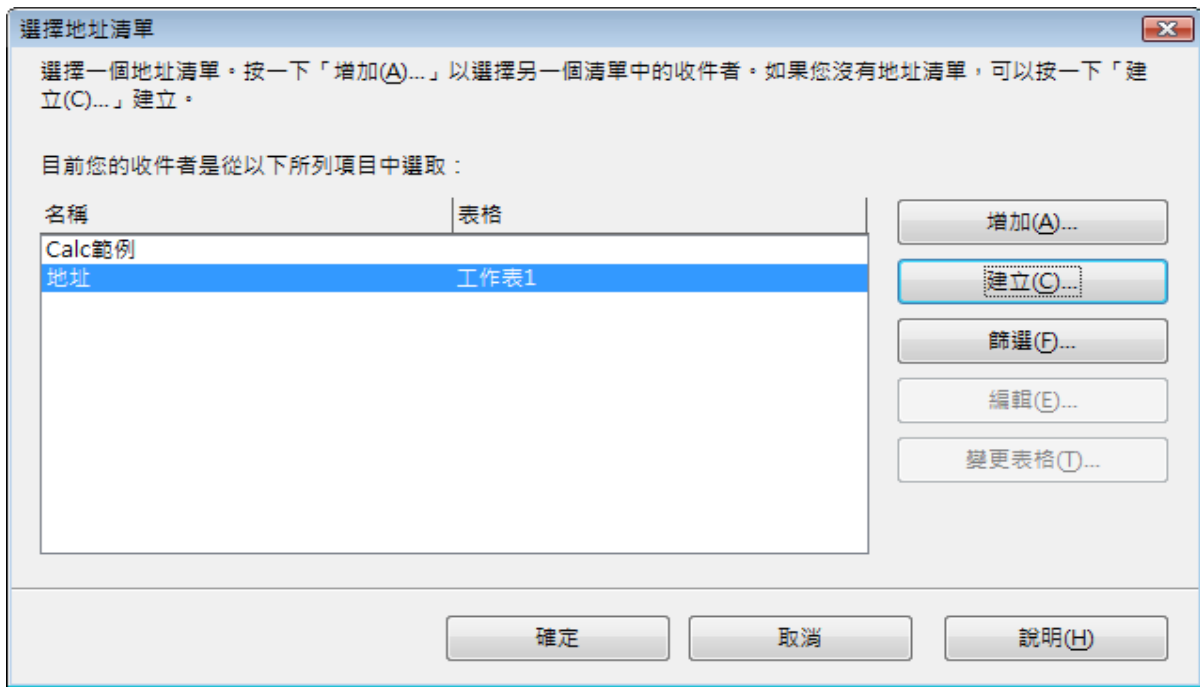 選擇地址清單
選擇一個地址清單。按一下「增加(A)...」以選擇另一個清單中的收件者。如果您沒有地址清單，可以按一下「建
立(C)...」建立。
目前您的收件者是從以下所列項目中選取：
名稱 表格
Calc範例
地址 工作表1
增加(A)...
建立(C)...
篩選(F)...
編輯(E)...
變更表格(T)...
確定 取消 說明(H)